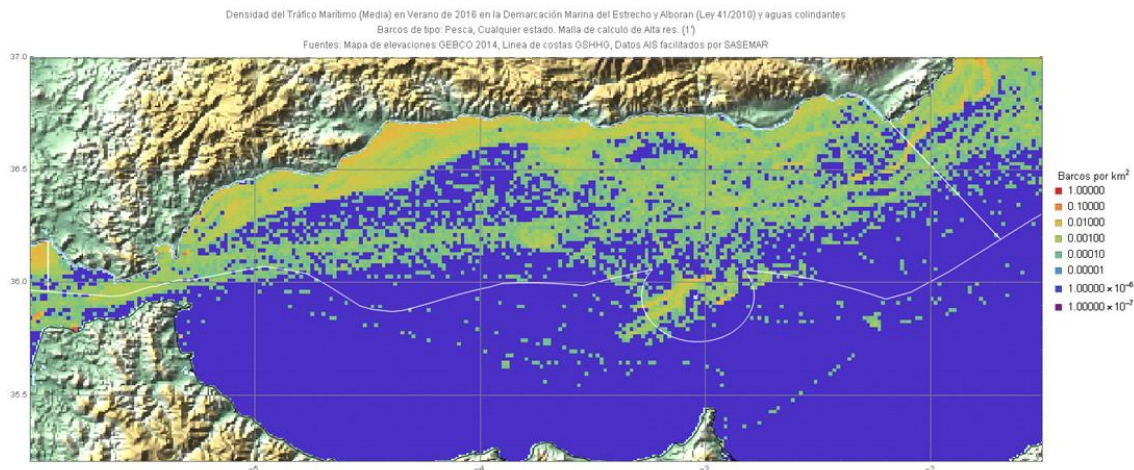 Densidad del Tráfico Marítimo (Media) en Verano de 2016 en la Demarcación Marina del Estrecho y Alboran (Ley 41/2010) y aguas colindantes
Barcos de tipo: Pesca, Cualquier estado. Malla de calculo de Alta res. (1')
Fuentes: Mapa de elevaciones GEBCO 2014, Linea de costas GSHHG, Datos AIS facilitados por SASEMAR
37.0
36.5
36.0
35.5
Barcos por km²
1.00000
0.10000
0.01000
0.00100
0.00010
0.00001
1.00000 × 10⁻⁶
1.00000 × 10⁻⁷